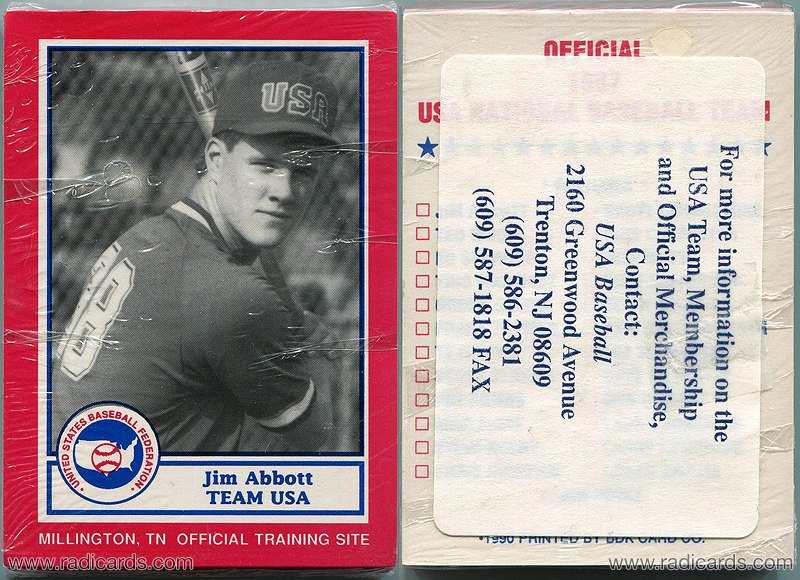 USA
8
UNITED STATES BASEBALL FEDERATION
Jim Abbott
TEAM USA
MILLINGTON, TN OFFICIAL TRAINING SITE
www.radicards.com
OFFICIAL
1987
USA NATIONAL BASEBALL TEAM
For more information on the
USA Team, Membership
and Official Merchandise,
Contact:
USA Baseball
2160 Greenwood Avenue
Trenton, NJ 08609
(609) 586-2381
(609) 587-1818 FAX
•1990 PRINTED BY BDK CARD CO.
www.radicards.com